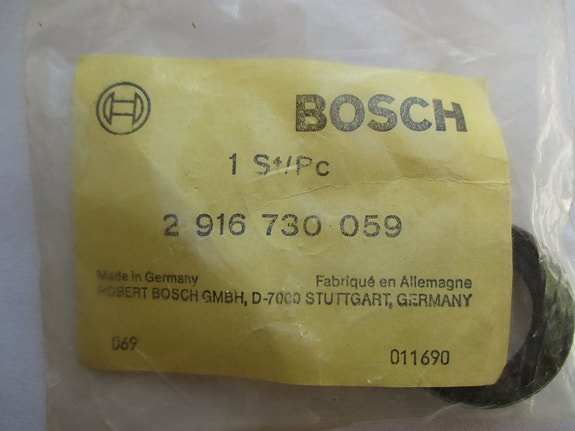 BOSCH
1 St/Pc
2 916 730 059
Made in Germany Fabriqué en Allemagne
ROBERT BOSCH GMBH, D-7000 STUTTGART, GERMANY
069 011690